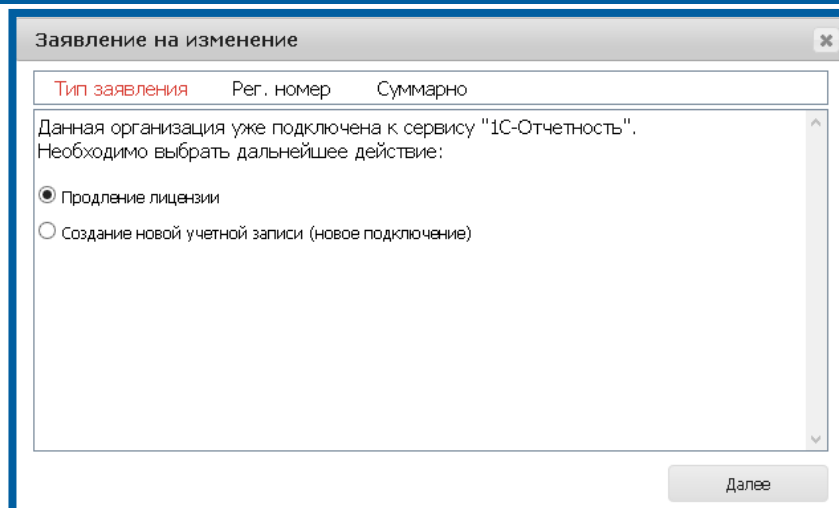 Заявление на изменение
Тип заявления Рег. номер Суммарно
Данная организация уже подключена к сервису "1С-Отчетность".
Необходимо выбрать дальнейшее действие:
Продление лицензии
Создание новой учетной записи (новое подключение)
Далее